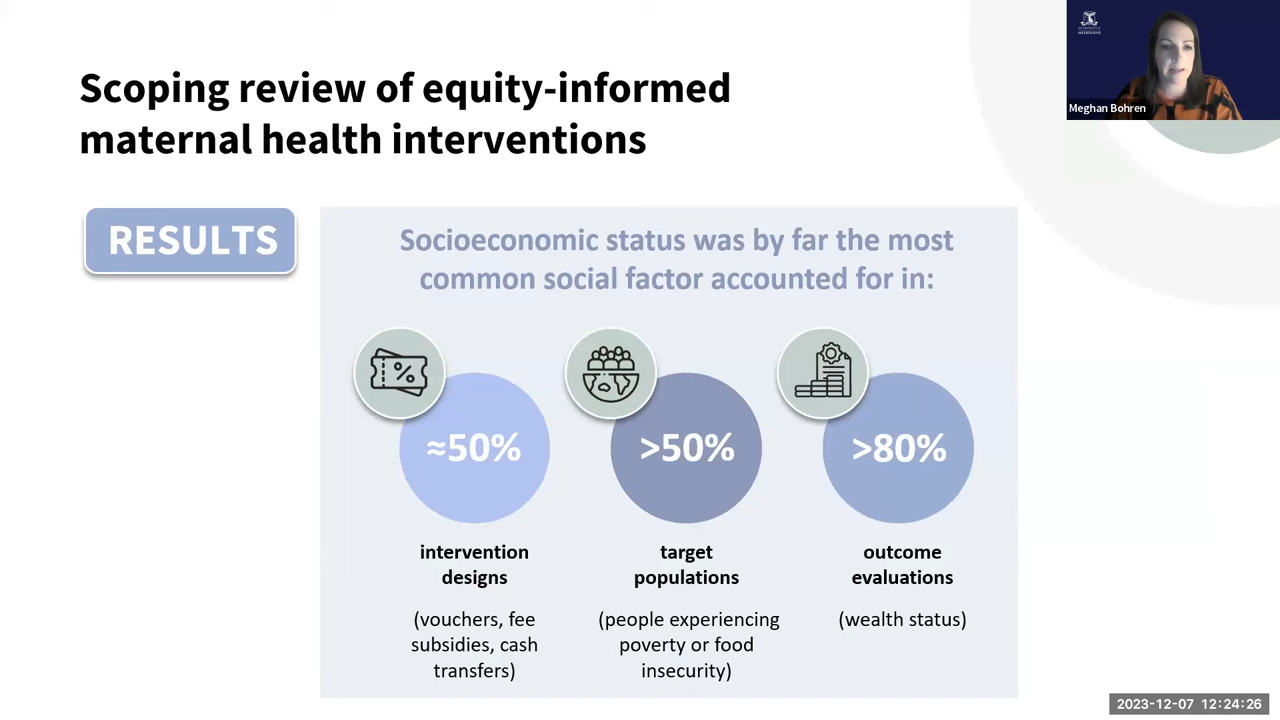 Scoping review of equity-informed
maternal health interventions
MELBOURNE
Meghan Bohren
RESULTS
Socioeconomic status was by far the most
common social factor accounted for in:
%
≈50%
>50%
>80%
intervention
designs
target
populations
outcome
evaluations
(vouchers, fee
subsidies, cash
transfers)
(people experiencing
poverty or food
insecurity)
(wealth status)
2023-12-07 12:24:26